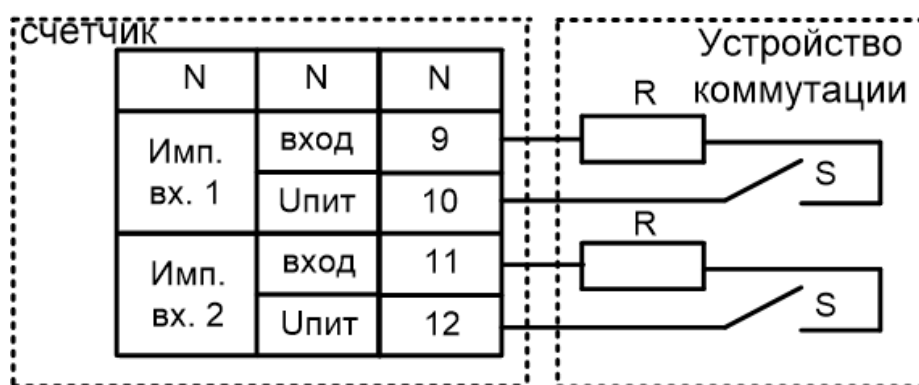 счетчик
Устройство
коммутации
N N N
Имп.
вх. 1
вход 9
Uпит 10
Имп.
вх. 2
вход 11
Uпит 12
R
S
R
S